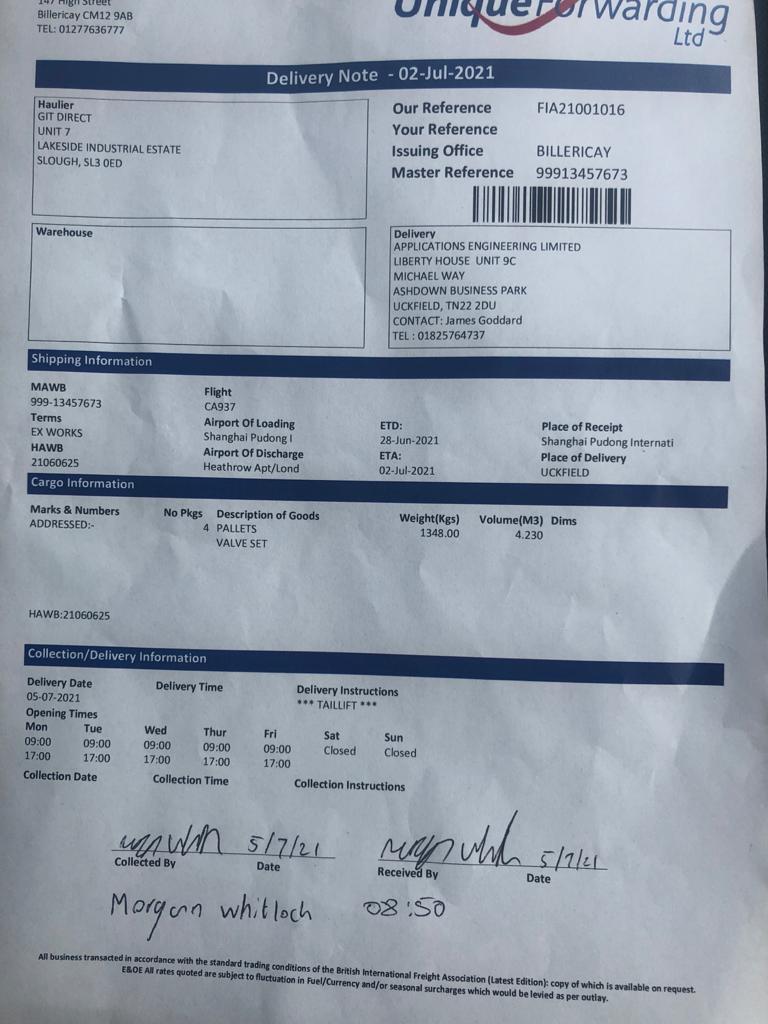 147 High Street
Billericay CM12 9AB
TEL: 01277636777
UniqueForwarding
Ltd
Delivery Note - 02-Jul-2021
Haulier
GIT DIRECT
UNIT 7
LAKESIDE INDUSTRIAL ESTATE
SLOUGH, SL3 0ED
Our Reference FIA21001016
Your Reference
Issuing Office BILLERICAY
Master Reference 99913457673
Warehouse
Delivery
APPLICATIONS ENGINEERING LIMITED
LIBERTY HOUSE UNIT 9C
MICHAEL WAY
ASHDOWN BUSINESS PARK
UCKFIELD, TN22 2DU
CONTACT: James Goddard
TEL : 01825764737
Shipping Information
MAWB
999-13457673
Terms
EX WORKS
HAWB
21060625
Flight
CA937
Airport Of Loading
Shanghai Pudong I
Airport Of Discharge
Heathrow Apt/Lond
ETD:
28-Jun-2021
ETA:
02-Jul-2021
Place of Receipt
Shanghai Pudong Internati
Place of Delivery
UCKFIELD
Cargo Information
Marks & Numbers No Pkgs Description of Goods Weight(Kgs) Volume(M3) Dims
ADDRESSED:- 4 PALLETS 1348.00 4.230
VALVE SET
HAWB:21060625
Collection/Delivery Information
Delivery Date Delivery Time Delivery Instructions
05-07-2021 *** TAILLIFT ***
Opening Times
Mon Tue Wed Thur Fri Sat Sun
09:00 09:00 09:00 09:00 09:00 Closed Closed
17:00 17:00 17:00 17:00 17:00
Collection Date Collection Time Collection Instructions
5/7/21 5/7/21
Collected By Date Received By Date
Morgan Whitloch 08:50
All business transacted in accordance with the standard trading conditions of the British International Freight Association (Latest Edition): copy of which is available on request.
E&OE All rates quoted are subject to fluctuation in Fuel/Currency and/or seasonal surcharges which would be levied as per outlay.